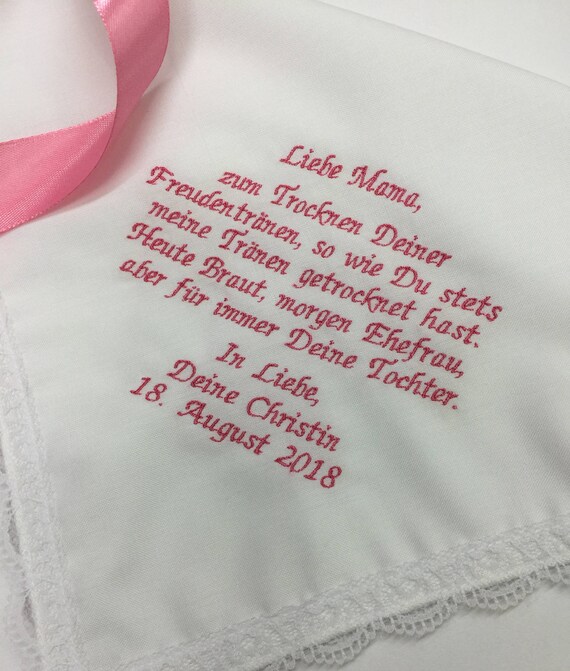 Liebe Mama,
zum Trocknen Deiner
Freudentränen, so wie Du stets
meine Tränen getrocknet hast.
Heute Braut, morgen Ehefrau,
aber für immer Deine Tochter.
In Liebe,
Deine Christin
18. August 2018